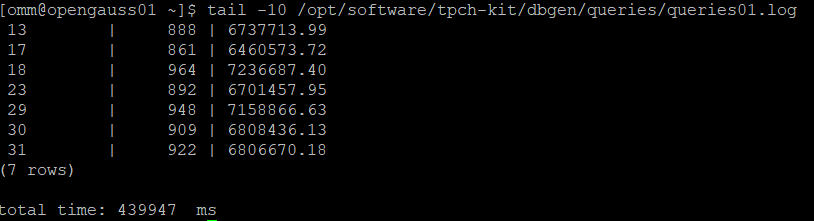 [omm@opengauss01 ~]$ tail -10 /opt/software/tpch-kit/dbgen/queries/queries01.log
 13        |     888 | 6737713.99
 17        |     861 | 6460573.72
 18        |     964 | 7236687.40
 23        |     892 | 6701457.95
 29        |     948 | 7158866.63
 30        |     909 | 6808436.13
 31        |     922 | 6806670.18
(7 rows)

total time: 439947  ms